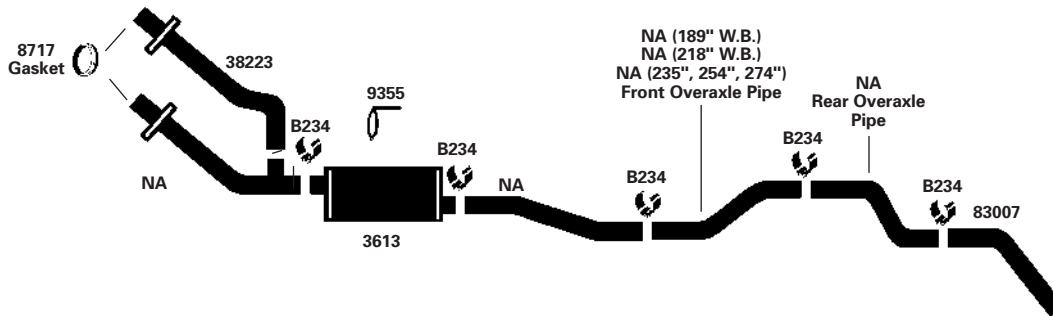 8717
Gasket
38223
NA
B234
9355
3613
B234
NA
B234
NA (189" W.B.)
NA (218" W.B.)
NA (235", 254", 274")
Front Overaxle Pipe
B234
NA
Rear Overaxle
Pipe
B234
83007